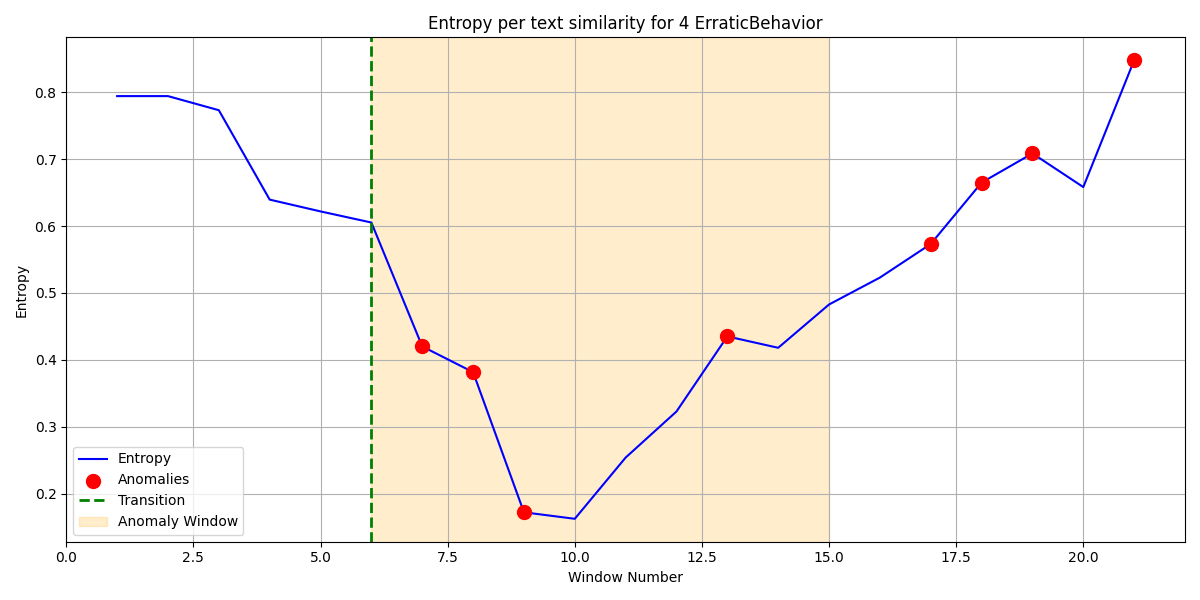 Entropy per text similarity for 4 ErraticBehavior
Entropy
0.8
0.7
0.6
0.5
0.4
0.3
0.2
Entropy
Anomalies
Transition
Anomaly Window
0.0 2.5 5.0 7.5 10.0 12.5 15.0 17.5 20.0
Window Number